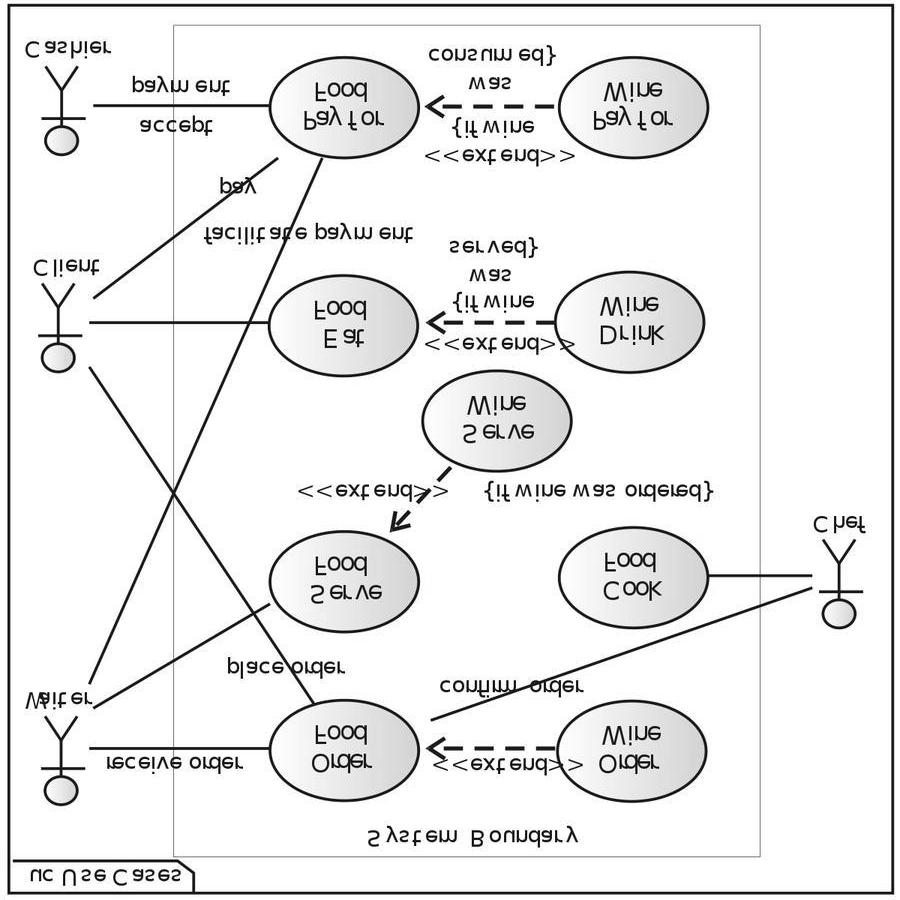 uc Use Cases
System Boundary
Order
Food
<<extend>>
Order
Wine
receive order
Waiter
confirm order
place order
Serve
Food
Cook
Food
Chef
<<extend>>
{if wine was ordered}
Serve
Wine
Eat
Food
<<extend>>
{if wine
was
served}
Drink
Wine
Client
facilitate payment
pay
Pay for
Food
<<extend>>
{if wine
was
consumed}
Pay for
Wine
accept
payment
Cashier